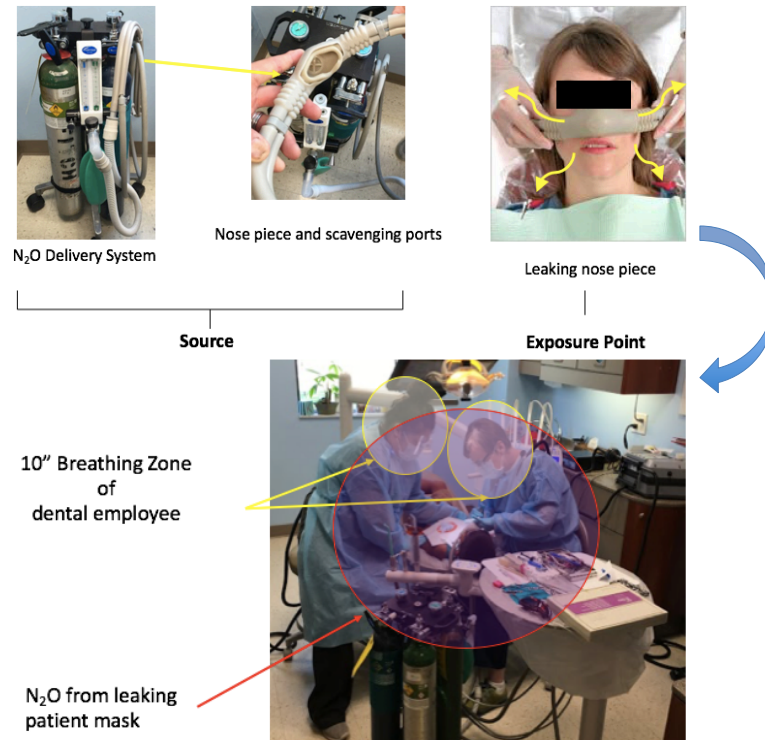 N₂O Delivery System
Nose piece and scavenging ports
Leaking nose piece
Source
Exposure Point
10” Breathing Zone
of
dental employee
N₂O from leaking
patient mask